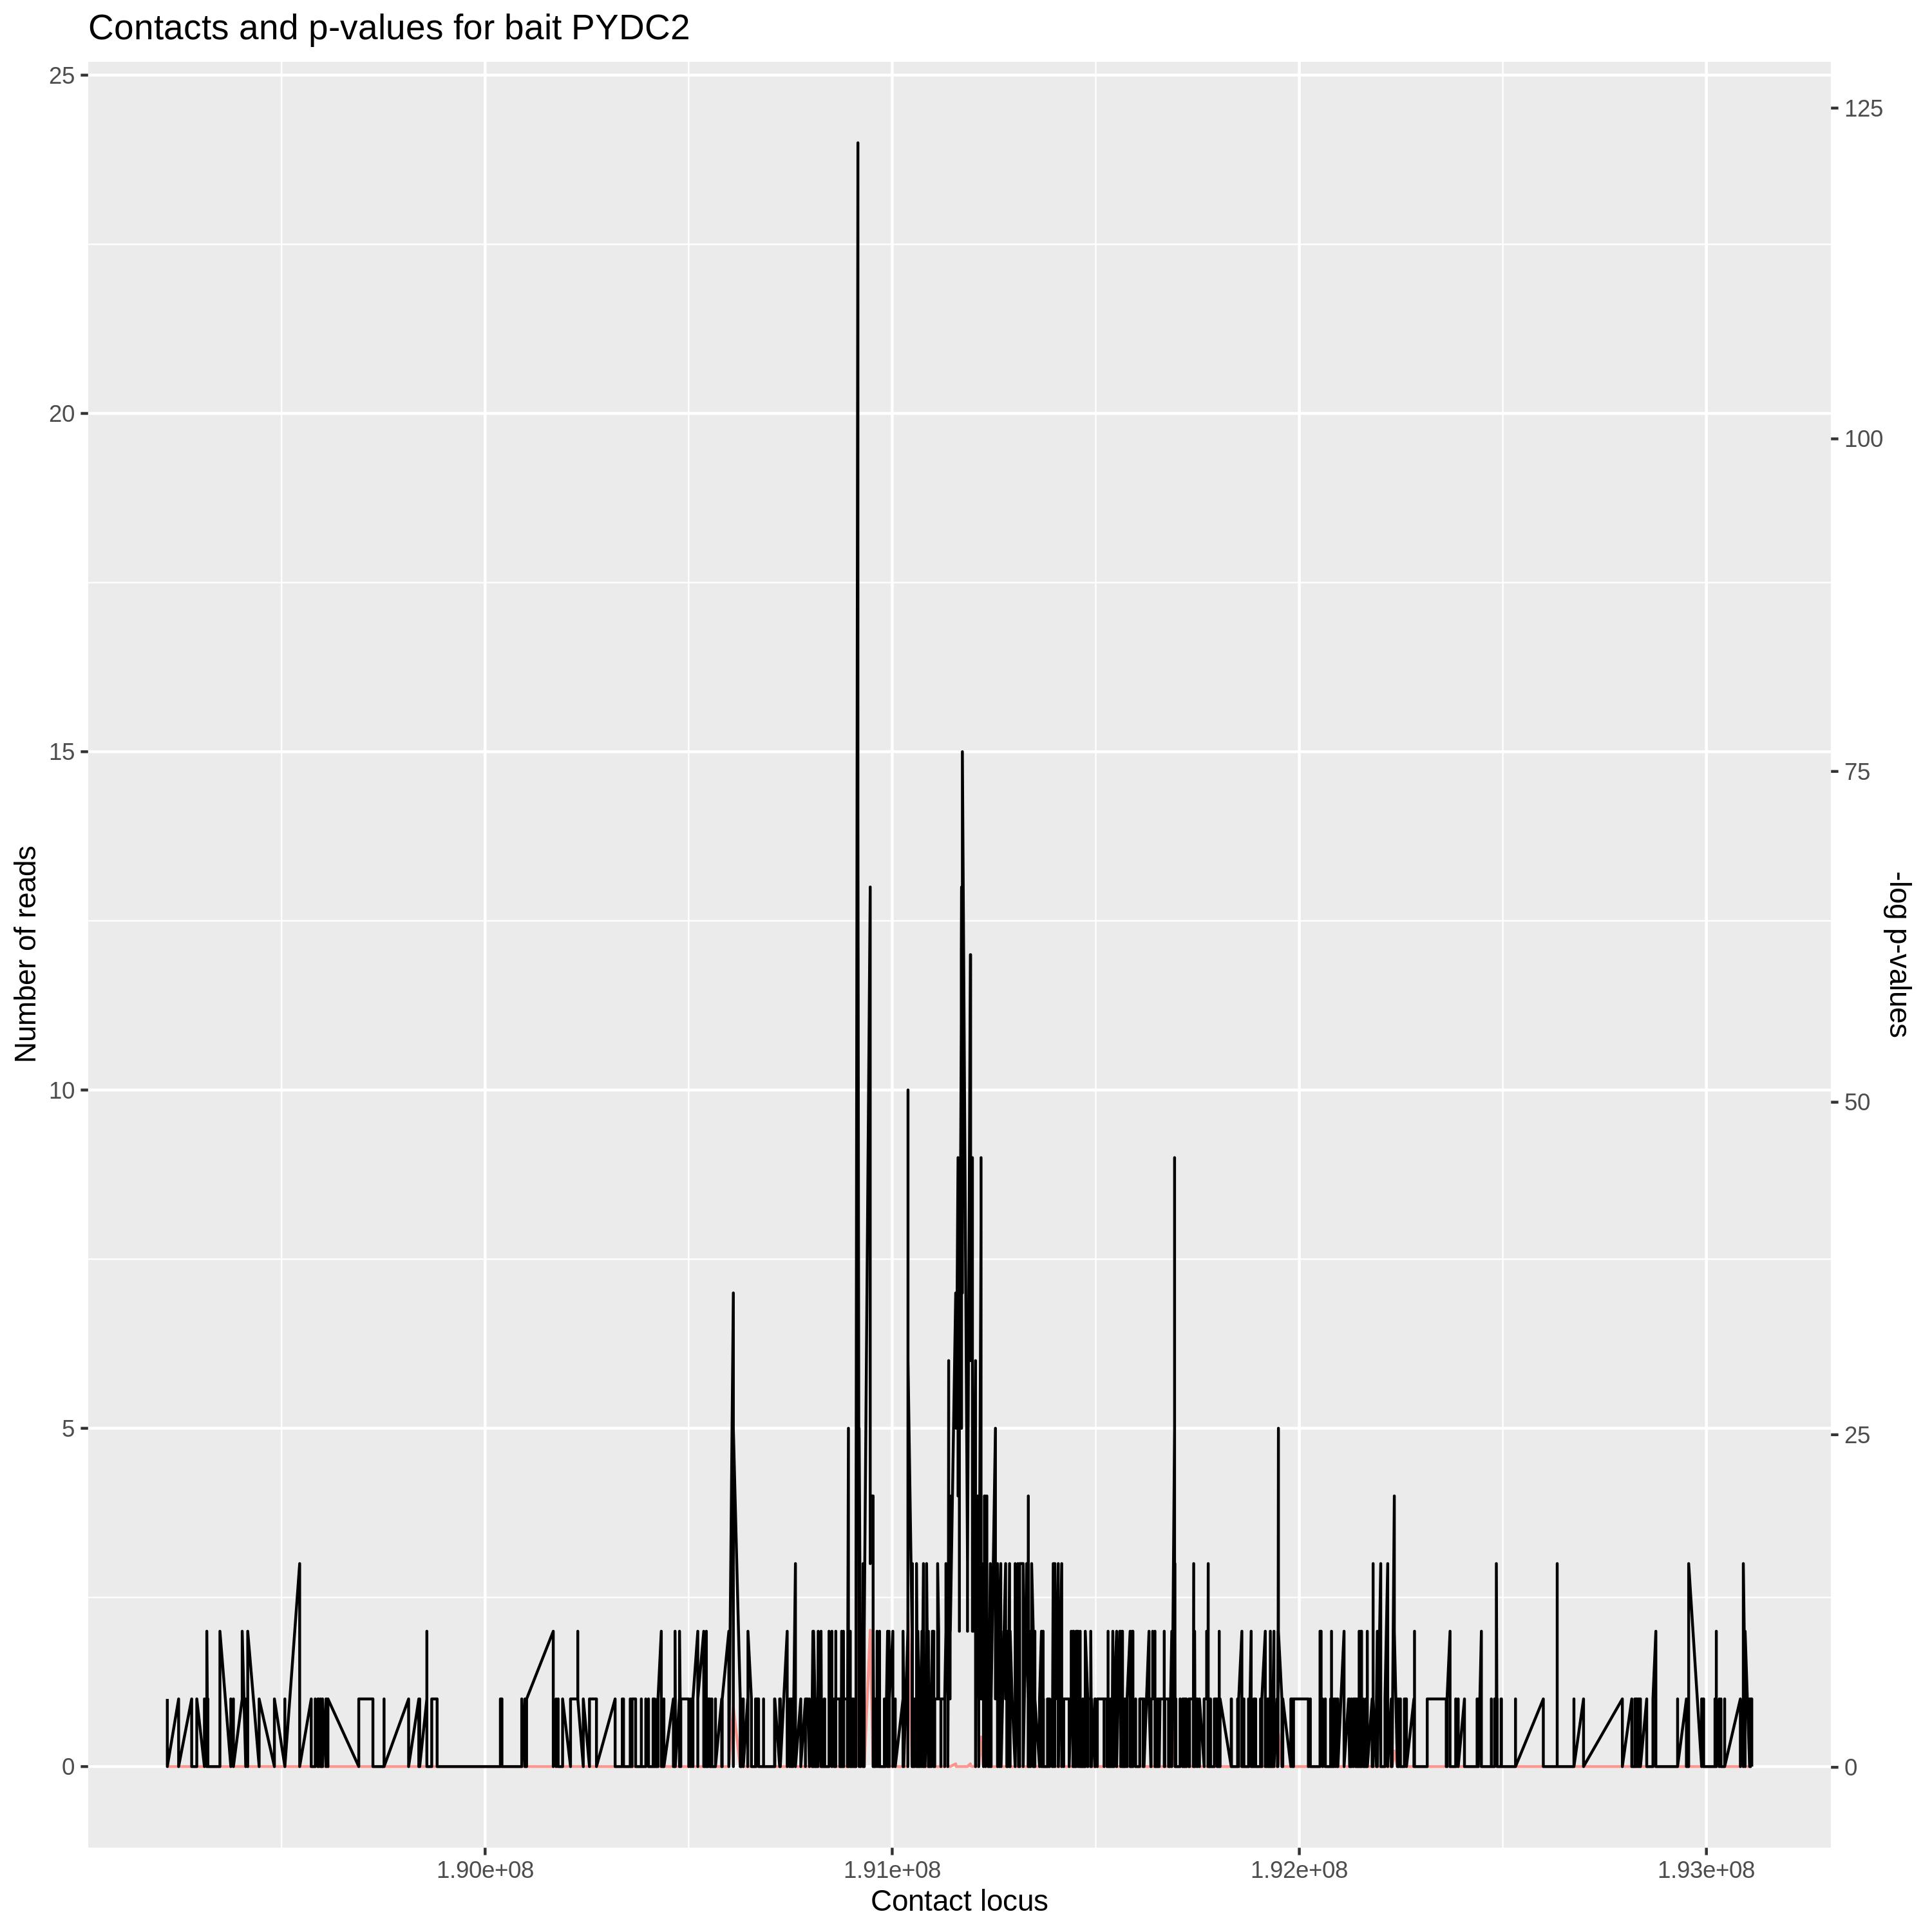 Contacts and p-values for bait PYDC2
25
20
15
10
5
0
Number of reads
125
100
75
50
25
0
-log p-values
1.90e+08 1.91e+08 1.92e+08 1.93e+08
Contact locus